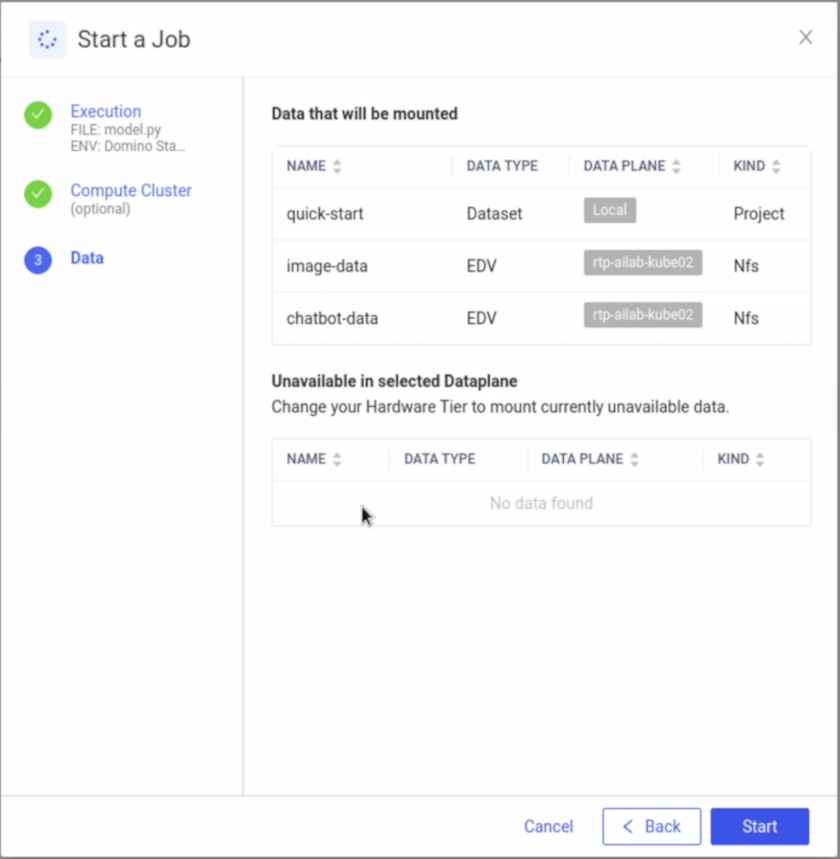 Start a Job
Execution
FILE: model.py
ENV: Domino Sta...
Compute Cluster
(optional)
3 Data
Data that will be mounted
NAME DATA TYPE DATA PLANE KIND
quick-start Dataset Local Project
image-data EDV rtp-ailab-kube02 Nfs
chatbot-data EDV rtp-ailab-kube02 Nfs
Unavailable in selected Dataplane
Change your Hardware Tier to mount currently unavailable data.
NAME DATA TYPE DATA PLANE KIND
No data found
Cancel Back Start